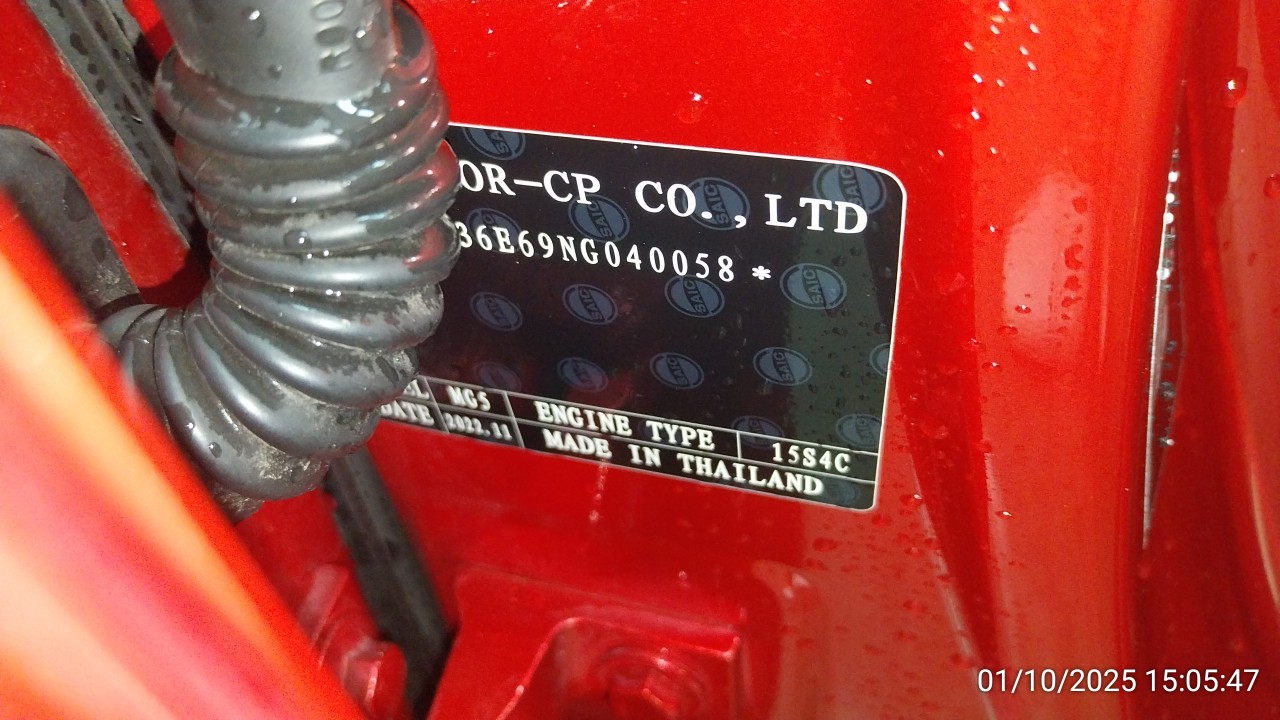 OR-CP CO.,LTD
36E69NG040058*
MG5 ENGINE TYPE 15S4C
DATE 2022.11 MADE IN THAILAND
SAIC
01/10/2025 15:05:47